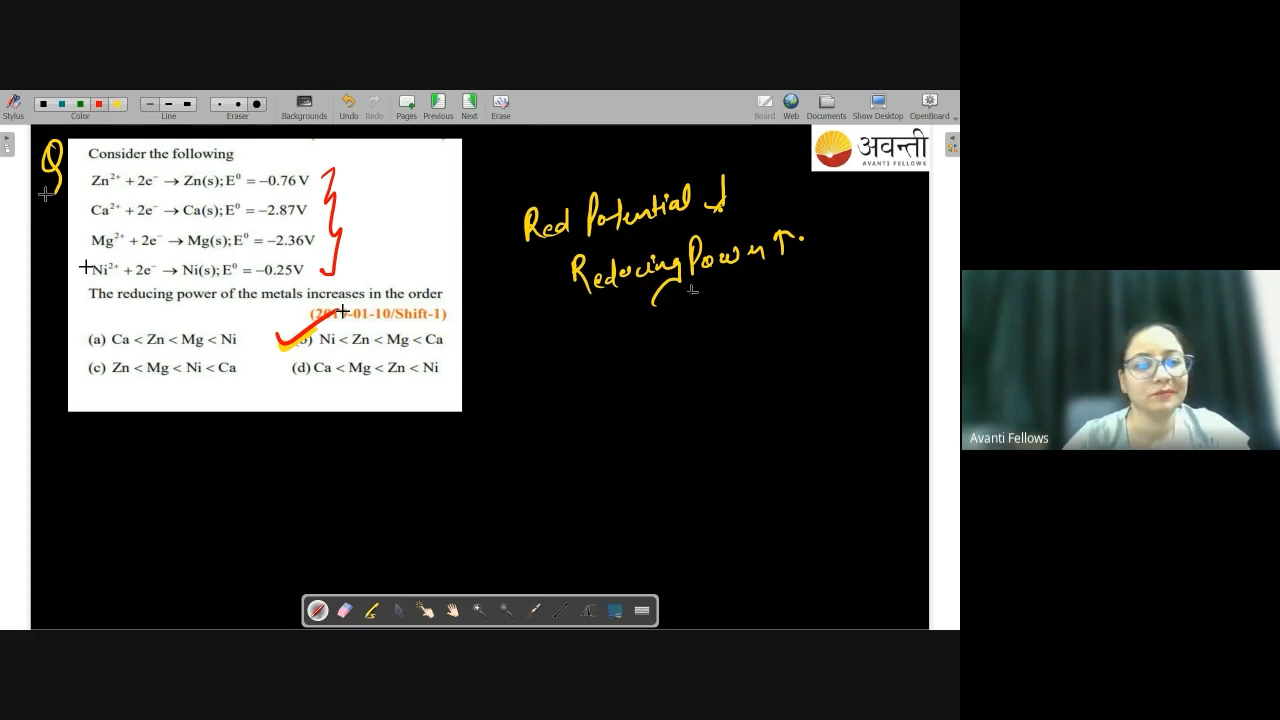 Stylus
Color
Line
Eraser
Backgrounds
Undo
Redo
Pages
Previous
Next
Erase
Board
Web
Documents
Show Desktop
OpenBoard
Q
Consider the following
Zn²⁺ + 2e⁻ → Zn(s); E⁰ = −0.76 V
Ca²⁺ + 2e⁻ → Ca(s); E⁰ = −2.87V
Mg²⁺ + 2e⁻ → Mg(s); E⁰ = −2.36V
Ni²⁺ + 2e⁻ → Ni(s); E⁰ = −0.25V
The reducing power of the metals increases in the order
-01-10/Shift-1)
(a) Ca < Zn < Mg < Ni
Ni < Zn < Mg < Ca
(c) Zn < Mg < Ni < Ca
(d) Ca < Mg < Zn < Ni
Red Potential ↓
Reducing Power ↑.
अवन्ती
AVANTI FELLOWS
Avanti Fellows